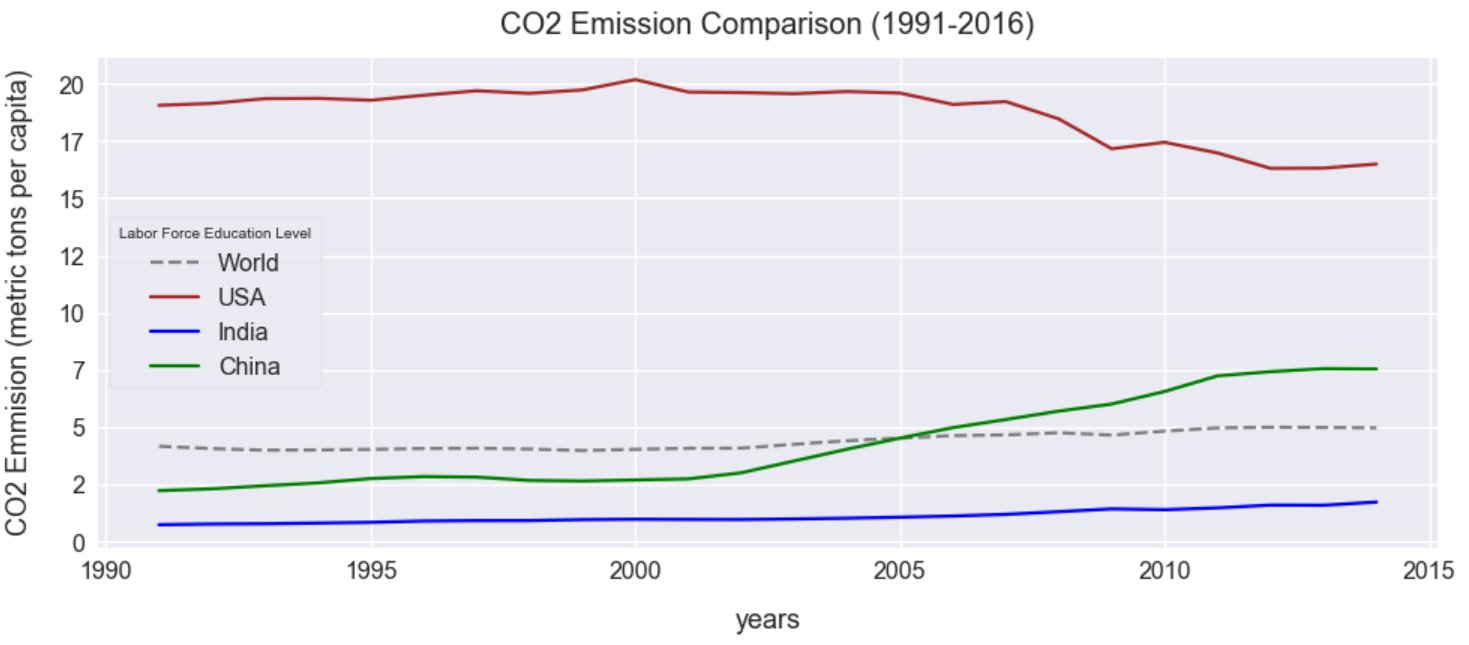 CO2 Emission Comparison (1991-2016)
CO2 Emmision (metric tons per capita)
20
17
15
12
10
7
5
2
0
Labor Force Education Level
World
USA
India
China
1990 1995 2000 2005 2010 2015
years